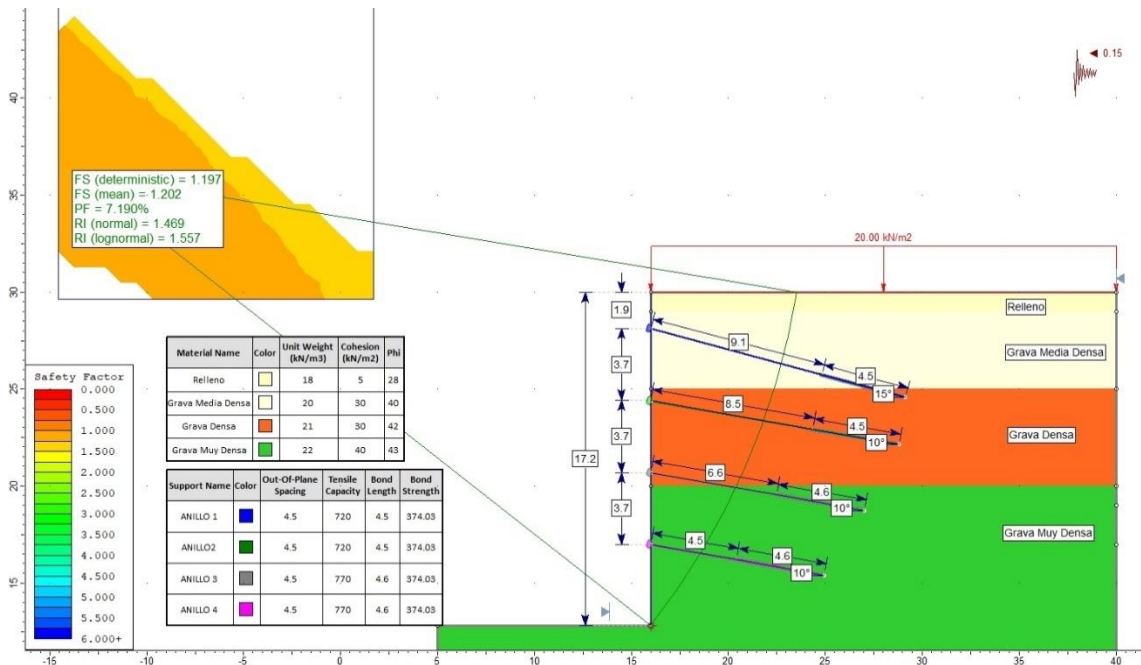 40
35
30
25
20
15
0.15
FS (deterministic) = 1.197
FS (mean) = 1.202
PF = 7.190%
RI (normal) = 1.469
RI (lognormal) = 1.557
20.00 kN/m2
Material Name Color Unit Weight (kN/m3) Cohesion (kN/m2) Phi
Relleno 18 5 28
Grava Media Densa 20 30 40
Grava Densa 21 30 42
Grava Muy Densa 22 40 43
Support Name Color Out-Of-Plane Spacing Tensile Capacity Bond Length Bond Strength
ANILLO 1 4.5 720 4.5 374.03
ANILLO2 4.5 720 4.5 374.03
ANILLO 3 4.5 770 4.6 374.03
ANILLO 4 4.5 770 4.6 374.03
Safety Factor
0.000
0.500
1.000
1.500
2.000
2.500
3.000
3.500
4.000
4.500
5.000
5.500
6.000+
17.2
1.9
3.7
3.7
3.7
9.1
4.5
15°
8.5
4.5
10°
6.6
4.6
10°
4.5
4.6
10°
Relleno
Grava Media Densa
Grava Densa
Grava Muy Densa
-15 -10 -5 0 5 10 15 20 25 30 35 40